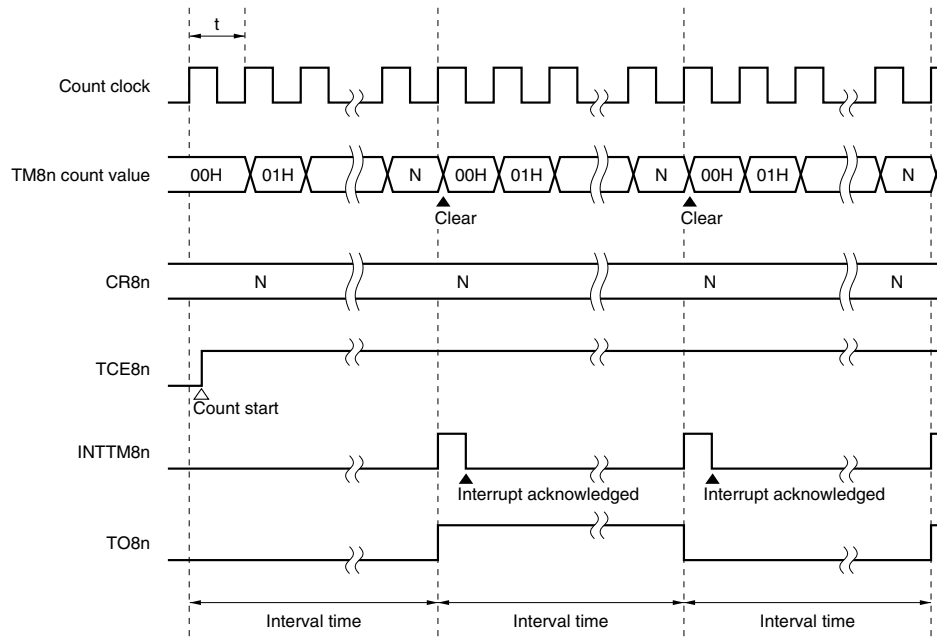 t
Count clock
TM8n count value 00H 01H N 00H 01H N 00H 01H N
Clear Clear
CR8n N N N N
TCE8n
Count start
INTTM8n
Interrupt acknowledged Interrupt acknowledged
TO8n
Interval time Interval time Interval time